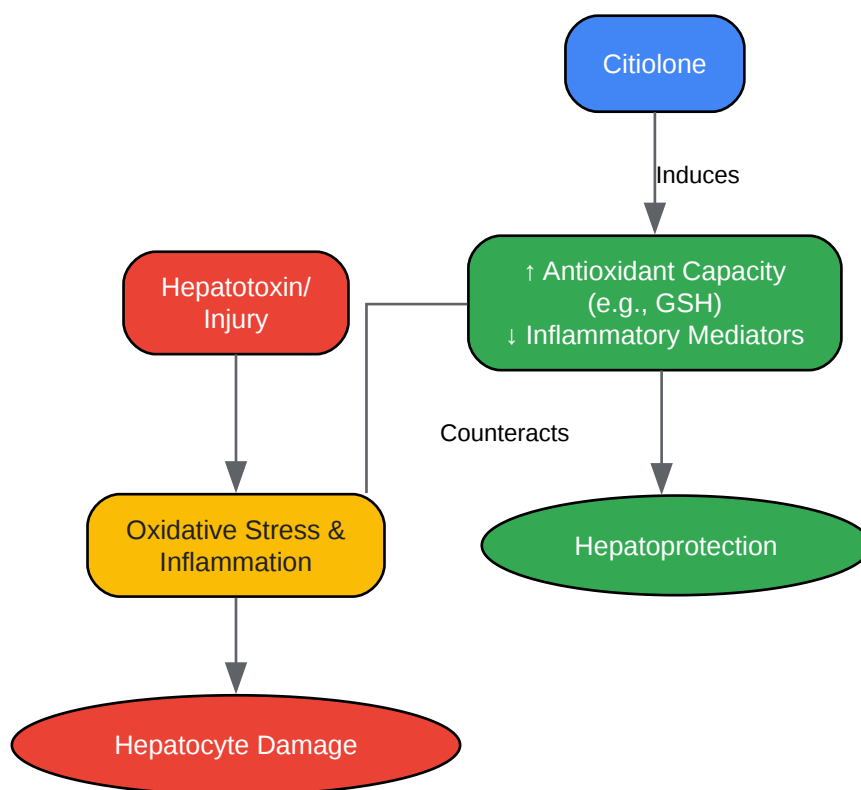 Citiolone
Induces
↑ Antioxidant Capacity
(e.g., GSH)
↓ Inflammatory Mediators
Hepatotoxin/
Injury
Counteracts
Oxidative Stress &
Inflammation
Hepatoprotection
Hepatocyte Damage